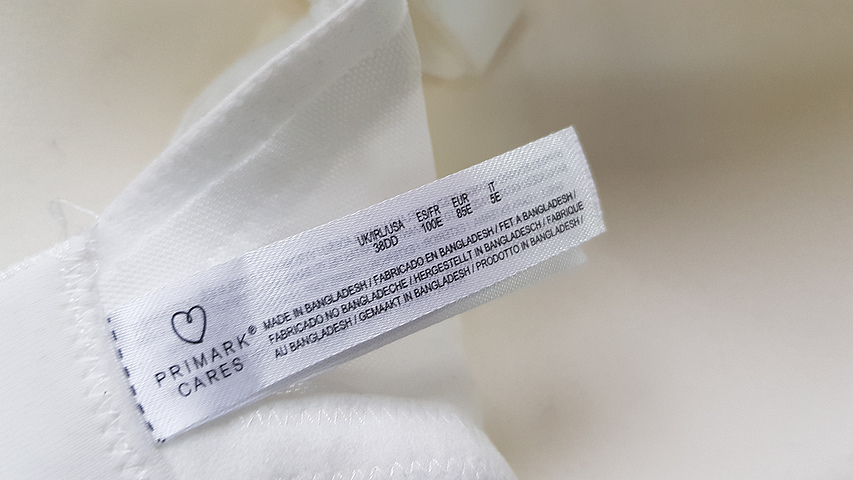 UK/IRL/USA ES/FR EUR IT
38DD 100E 85E 5E
MADE IN BANGLADESH / FABRICADO EN BANGLADESH / FET A BANGLADESH /
FABRICADO NO BANGLADECHE / HERGESTELLT IN BANGLADESCH / FABRIQUE
AU BANGLADESH / GEMAAKT IN BANGLADESH / PRODOTTO IN BANGLADESH /
PRIMARK®
CARES